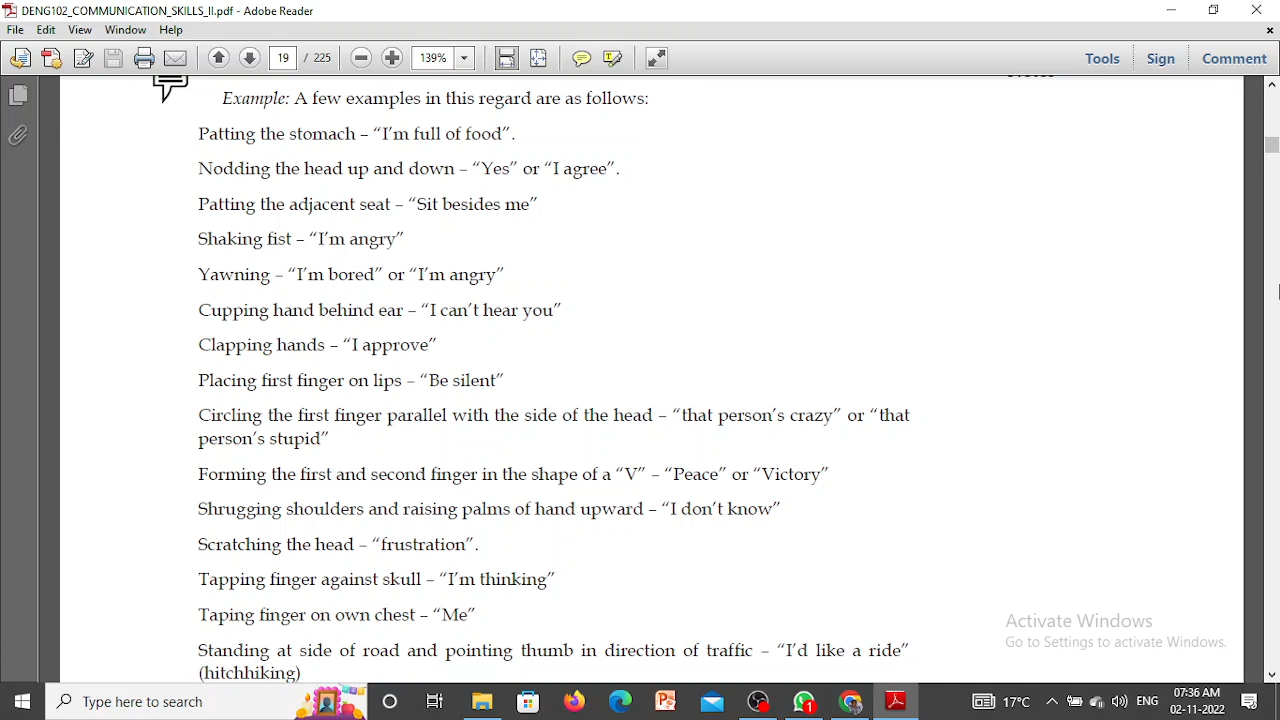 DENG102_COMMUNICATION_SKILLS_II.pdf - Adobe Reader
File Edit View Window Help
19 / 225 139% Tools Sign Comment
Example: A few examples in this regard are as follows:
Patting the stomach – “I’m full of food”.
Nodding the head up and down – “Yes” or “I agree”.
Patting the adjacent seat – “Sit besides me”
Shaking fist – “I’m angry”
Yawning – “I’m bored” or “I’m angry”
Cupping hand behind ear – “I can’t hear you”
Clapping hands – “I approve”
Placing first finger on lips – “Be silent”
Circling the first finger parallel with the side of the head – “that person’s crazy” or “that
person’s stupid”
Forming the first and second finger in the shape of a “V” – “Peace” or “Victory”
Shrugging shoulders and raising palms of hand upward – “I don’t know”
Scratching the head – “frustration”.
Tapping finger against skull – “I’m thinking”
Taping finger on own chest – “Me”
Standing at side of road and pointing thumb in direction of traffic – “I’d like a ride”
(hitchhiking)
Activate Windows
Go to Settings to activate Windows.
Type here to search
1
17°C
ENG
07:36 AM
02-11-2022